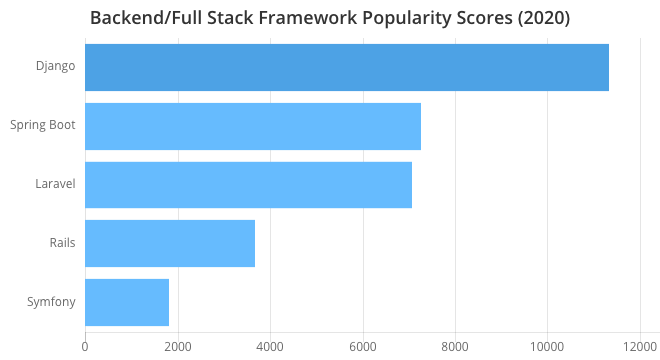 Backend/Full Stack Framework Popularity Scores (2020)
Django
Spring Boot
Laravel
Rails
Symfony
0 2000 4000 6000 8000 10000 12000